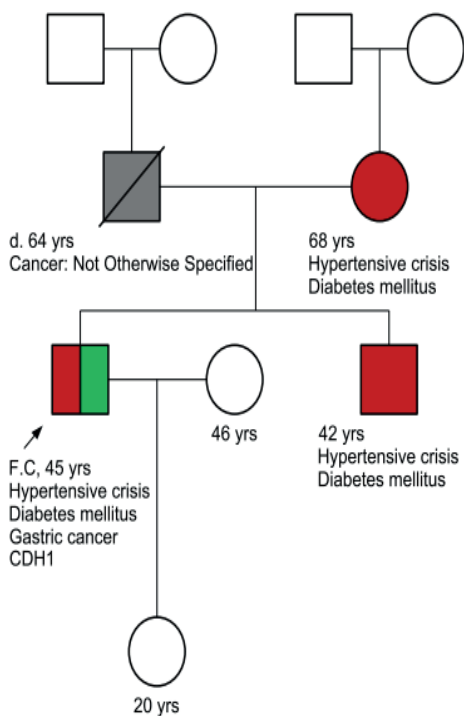 d. 64 yrs
Cancer: Not Otherwise Specified
68 yrs
Hypertensive crisis
Diabetes mellitus
F.C, 45 yrs
Hypertensive crisis
Diabetes mellitus
Gastric cancer
CDH1
46 yrs
42 yrs
Hypertensive crisis
Diabetes mellitus
20 yrs